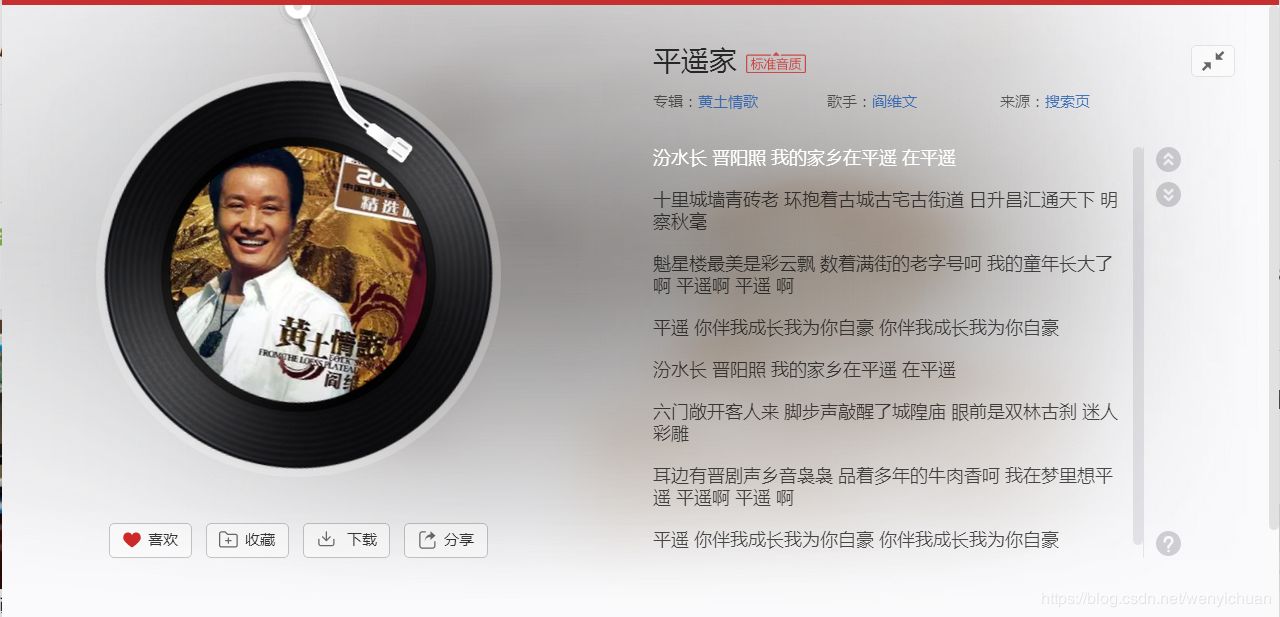 平遥家 标准音质
专辑：黄土情歌 歌手：阎维文 来源：搜索页
汾水长 晋阳照 我的家乡在平遥 在平遥
十里城墙青砖老 环抱着古城古宅古街道 日升昌汇通天下 明
察秋毫
魁星楼最美是彩云飘 数着满街的老字号呵 我的童年长大了
啊 平遥啊 平遥 啊
平遥 你伴我成长我为你自豪 你伴我成长我为你自豪
汾水长 晋阳照 我的家乡在平遥 在平遥
六门敞开客人来 脚步声敲醒了城隍庙 眼前是双林古刹 迷人
彩雕
耳边有晋剧声乡音袅袅 品着多年的牛肉香呵 我在梦里想平
遥 平遥啊 平遥 啊
平遥 你伴我成长我为你自豪 你伴我成长我为你自豪
精选
黄土情歌
FROM THE LOESS PLATEAU
阎维
喜欢 收藏 下载 分享
https://blog.csdn.net/wenyichuan